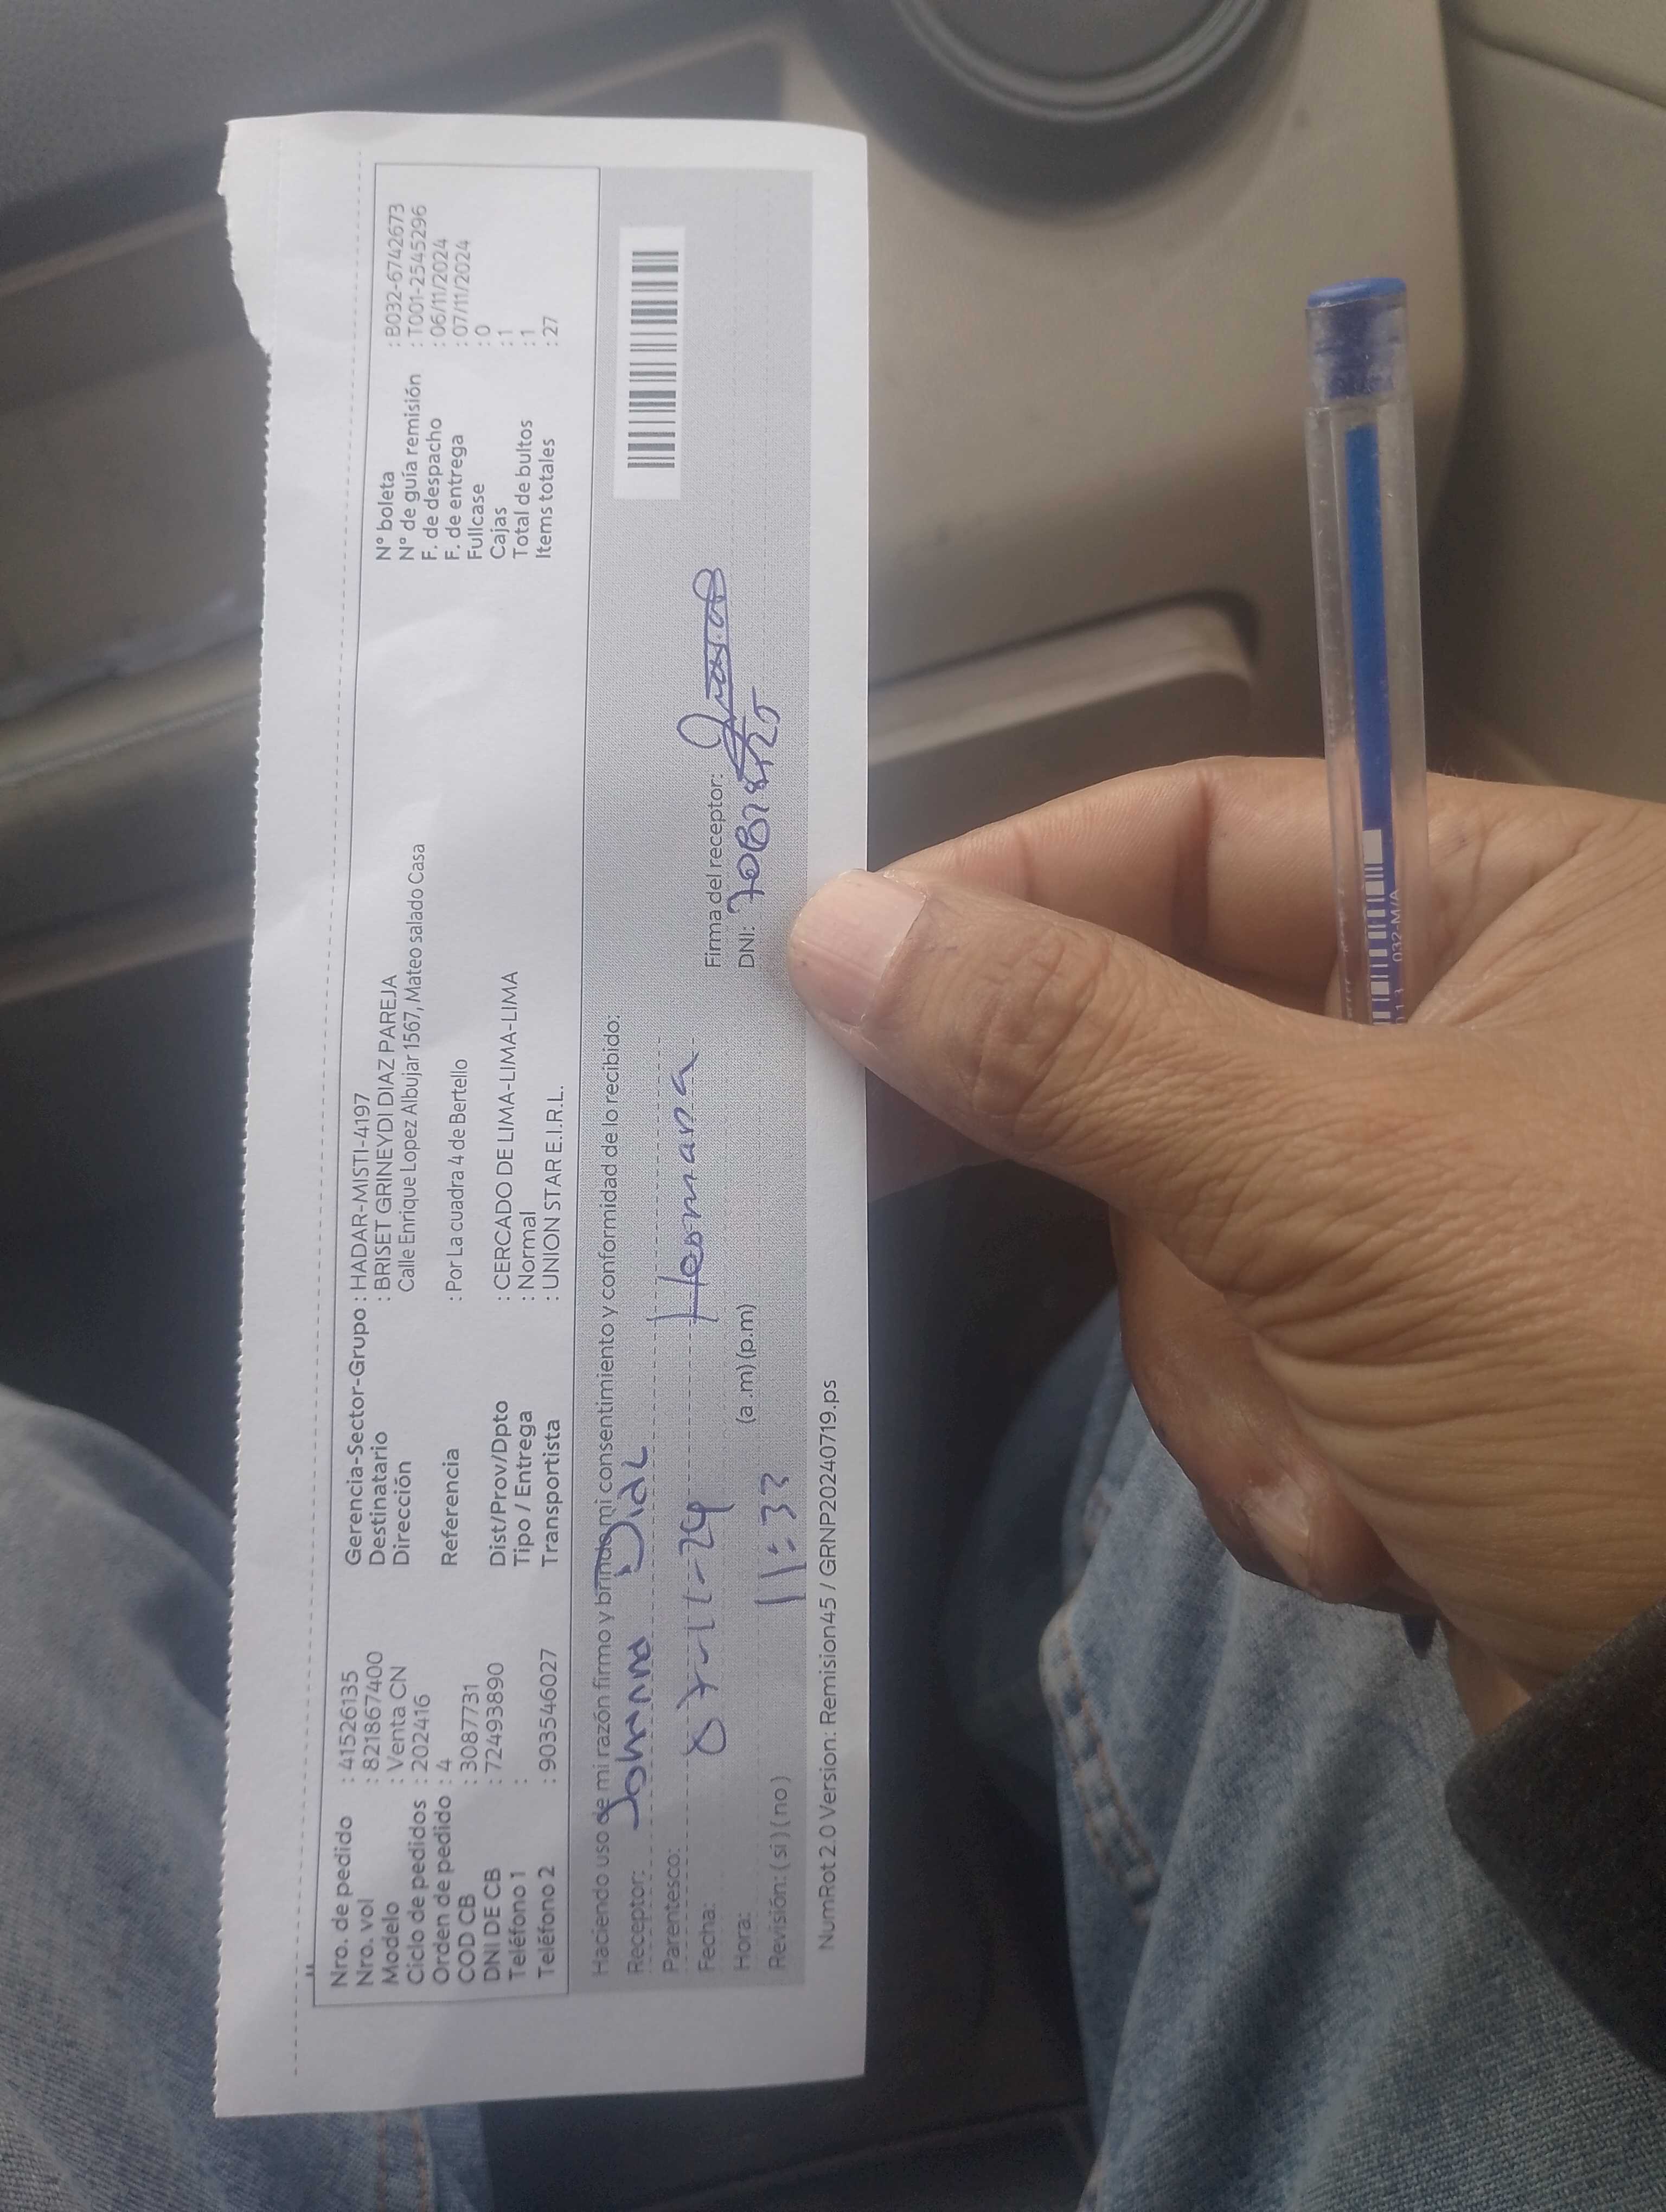 Nro. de pedido : 41526135
Nro. vol : 821867400
Modelo : Venta CN
Ciclo de pedidos : 202416
Orden de pedido : 4
COD CB : 3087731
DNI DE CB : 72493890
Teléfono 1 :
Teléfono 2 : 903546027
Gerencia-Sector-Grupo : HADAR-MISTI-4197
Destinatario : BRISET GRINEYDI DIAZ PAREJA
Dirección Calle Enrique Lopez Albujar 1567, Mateo salado Casa
Referencia : Por La cuadra 4 de Bertello
Dist/Prov/Dpto : CERCADO DE LIMA-LIMA-LIMA
Tipo / Entrega : Normal
Transportista : UNION STAR E.I.R.L.
N° boleta : B032-6742673
N° de guía remisión : T001-2545296
F. de despacho : 06/11/2024
F. de entrega : 07/11/2024
Fullcase : 0
Cajas : 1
Total de bultos : 1
Items totales : 27
Haciendo uso de mi razón firmo y brindo mi consentimiento y conformidad de lo recibido:
Receptor: Johanna Diaz
Parentesco: Hermana
Fecha: 07-11-24
Hora: 11:33 (a.m) (p.m)
Revisión: ( si ) ( no )
Firma del receptor:
DNI:
NumRot 2.0 Version: Remision45 / GRNP20240719.ps
032-M/A